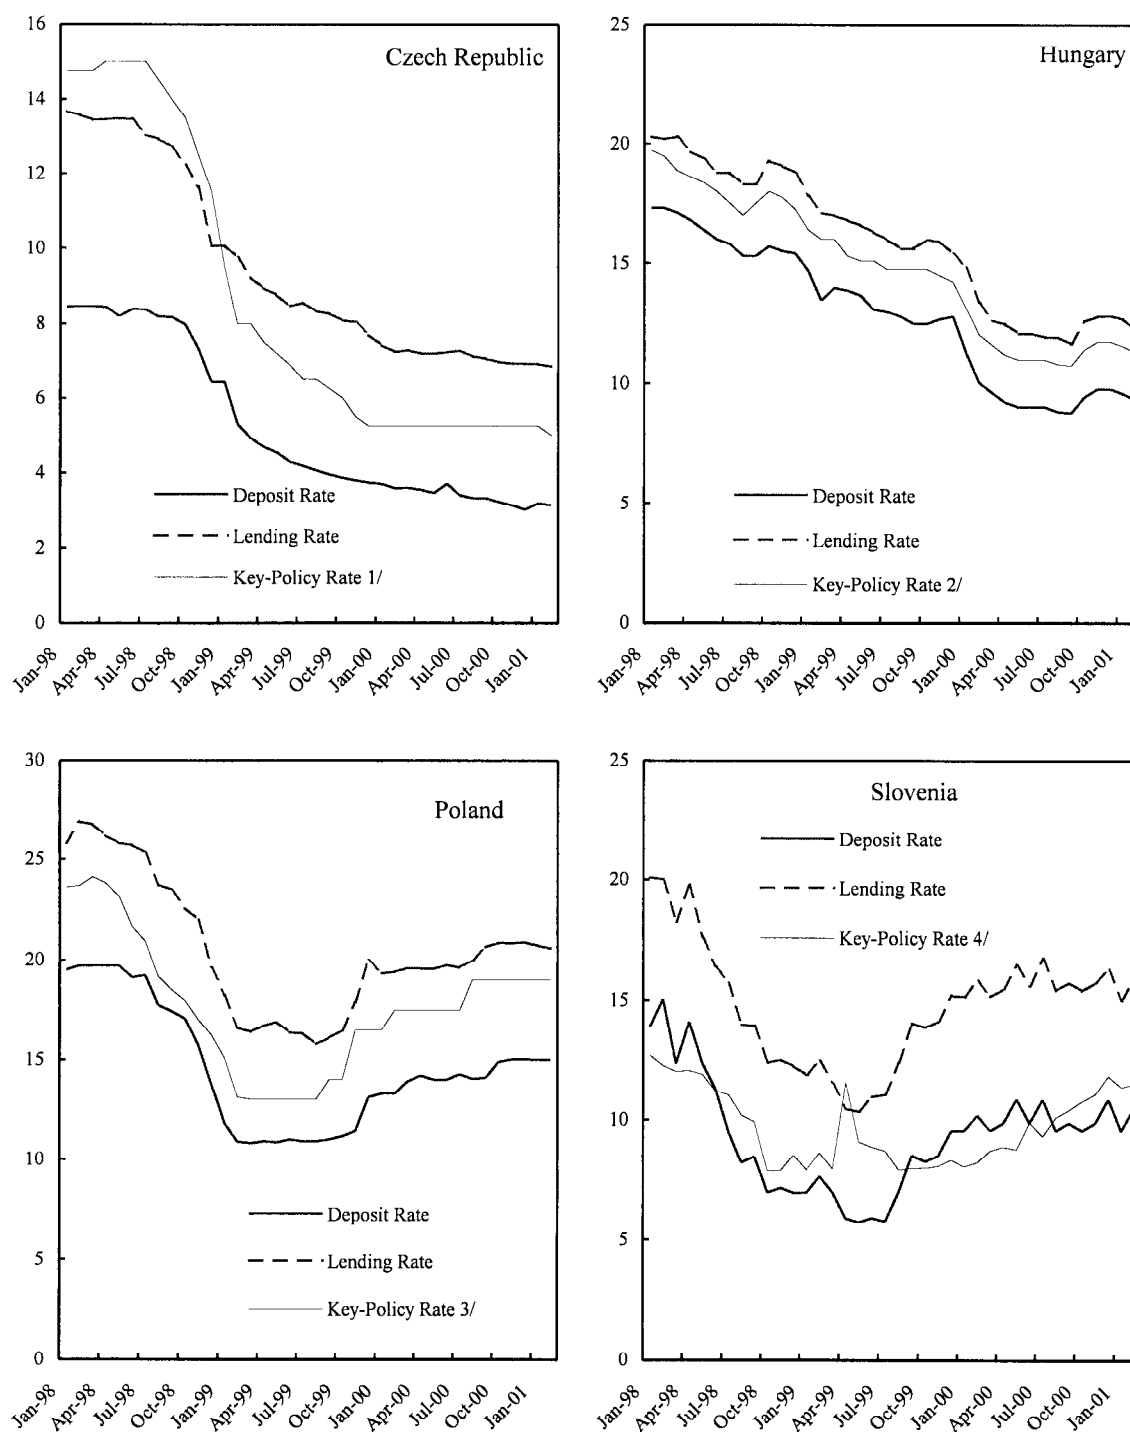 Czech Republic
16
14
12
10
8
6
4
2
0
Deposit Rate
Lending Rate
Key-Policy Rate 1/
Jan-98
Apr-98
Jul-98
Oct-98
Jan-99
Apr-99
Jul-99
Oct-99
Jan-00
Apr-00
Jul-00
Oct-00
Jan-01
Hungary
25
20
15
10
5
0
Deposit Rate
Lending Rate
Key-Policy Rate 2/
Jan-98
Apr-98
Jul-98
Oct-98
Jan-99
Apr-99
Jul-99
Oct-99
Jan-00
Apr-00
Jul-00
Oct-00
Jan-01
Poland
30
25
20
15
10
5
0
Deposit Rate
Lending Rate
Key-Policy Rate 3/
Jan-98
Apr-98
Jul-98
Oct-98
Jan-99
Apr-99
Jul-99
Oct-99
Jan-00
Apr-00
Jul-00
Oct-00
Jan-01
Slovenia
25
20
15
10
5
0
Deposit Rate
Lending Rate
Key-Policy Rate 4/
Jan-98
Apr-98
Jul-98
Oct-98
Jan-99
Apr-99
Jul-99
Oct-99
Jan-00
Apr-00
Jul-00
Oct-00
Jan-01